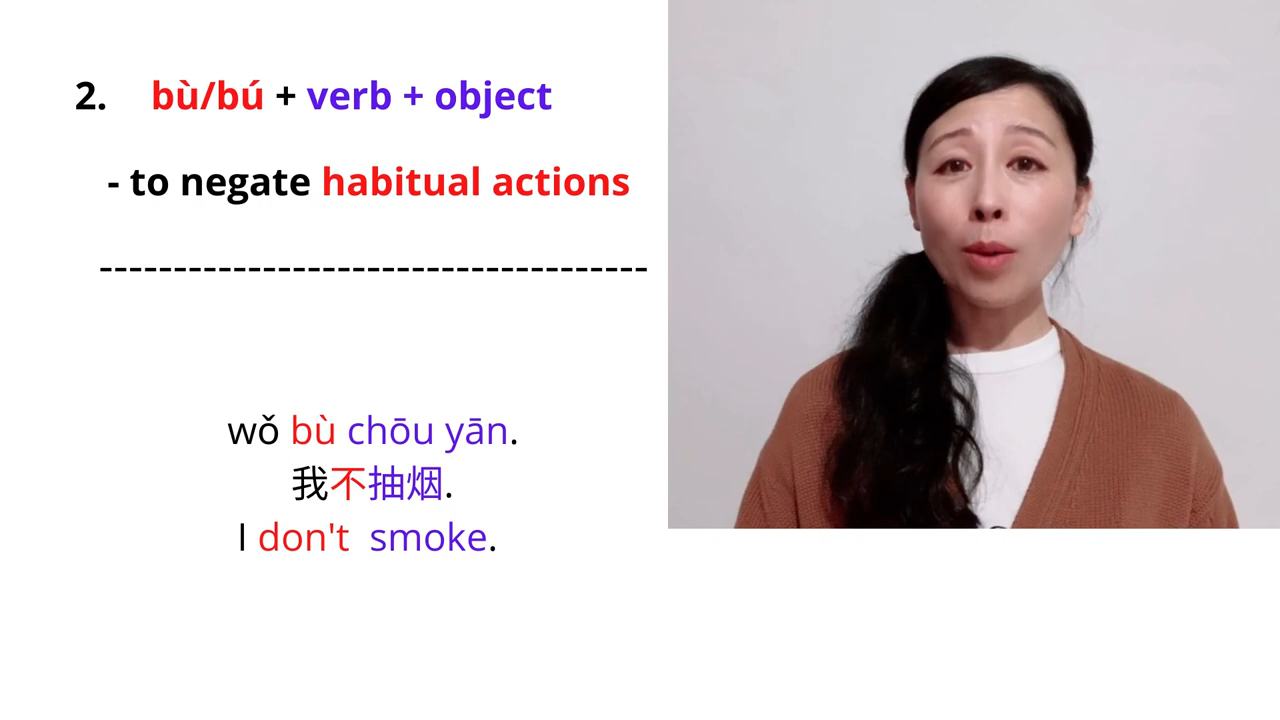 2. bù/bú + verb + object
- to negate habitual actions
-------------------------------------
wǒ bù chōu yān.
我不抽烟.
I don't smoke.